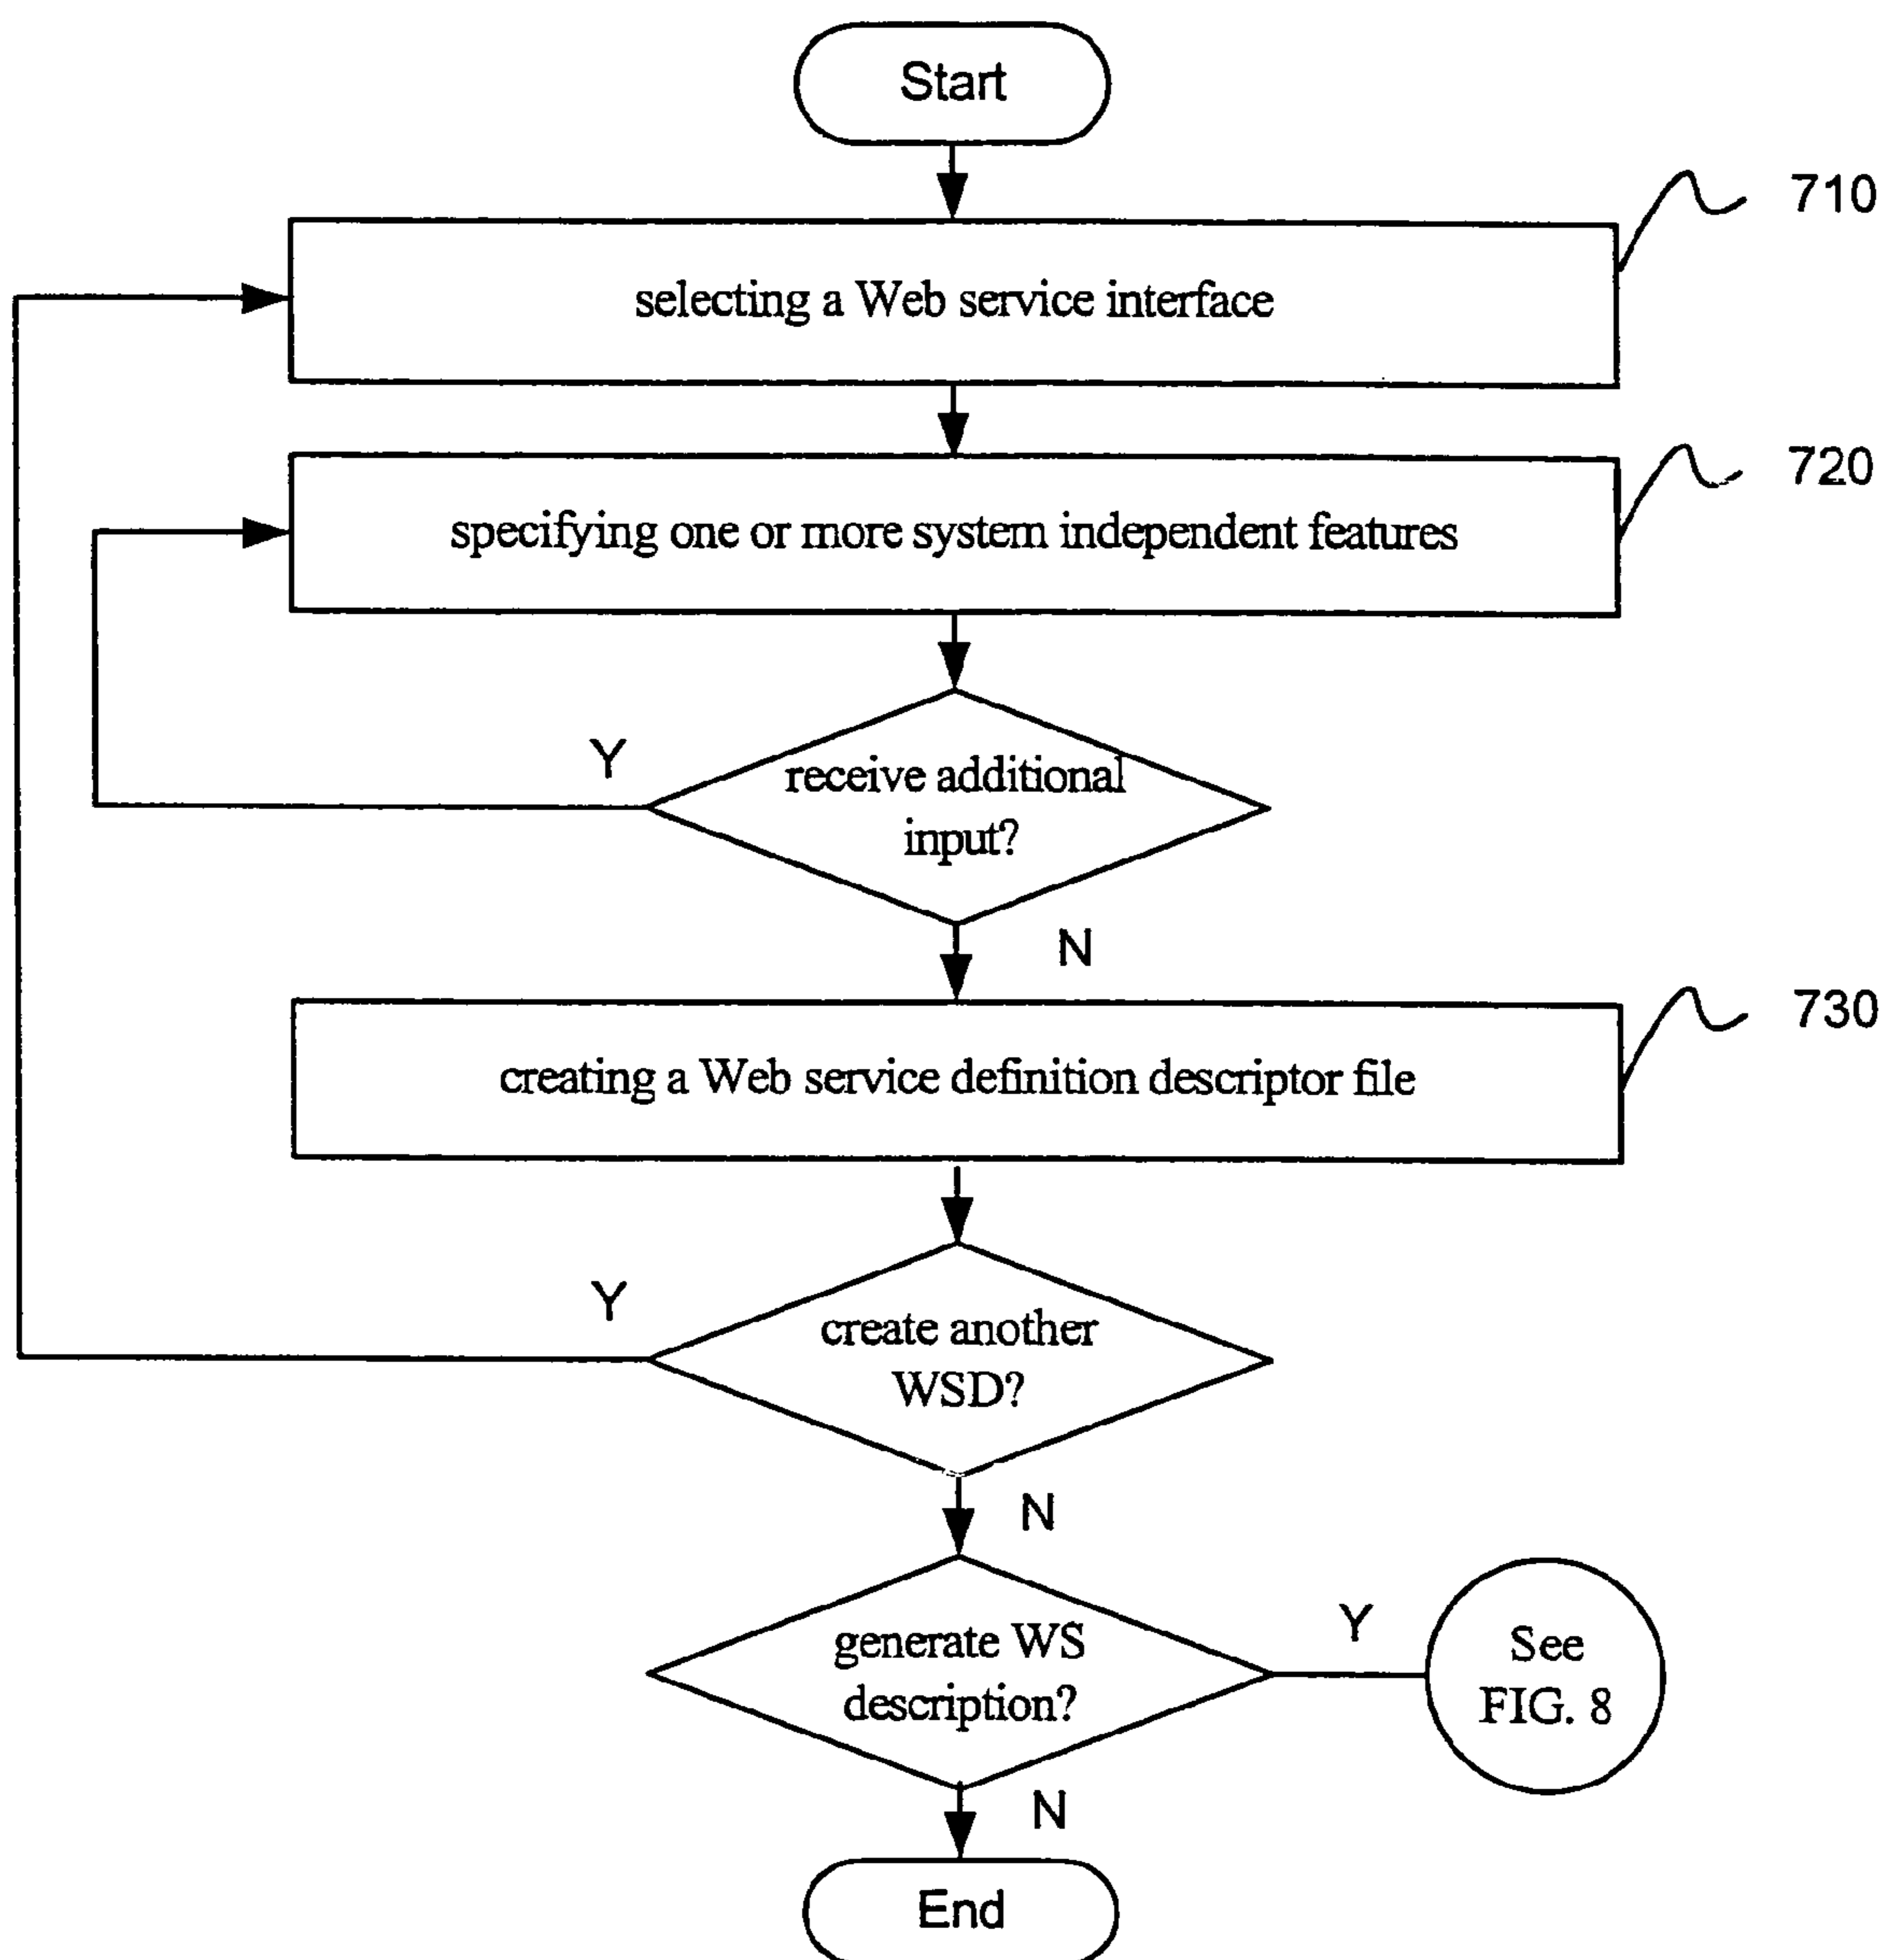 Start
710
selecting a Web service interface
720
specifying one or more system independent features
Y
receive additional
input?
N
730
creating a Web service definition descriptor file
Y
create another
WSD?
N
generate WS
description?
Y
See
FIG. 8
N
End